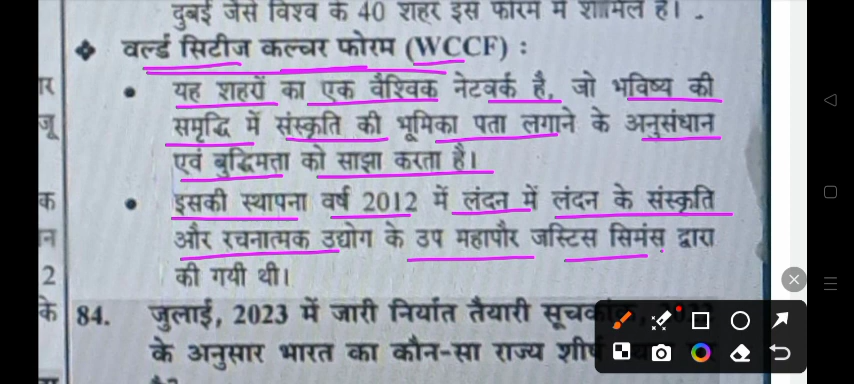 दुबई जैसे विश्व के 40 शहर इस फोरम में शामिल हैं।
❖ वर्ल्ड सिटीज कल्चर फोरम (WCCF) :
• यह शहरों का एक वैश्विक नेटवर्क है, जो भविष्य की
समृद्धि में संस्कृति की भूमिका पता लगाने के अनुसंधान
एवं बुद्धिमत्ता को साझा करता है।
• इसकी स्थापना वर्ष 2012 में लंदन में लंदन के संस्कृति
और रचनात्मक उद्योग के उप महापौर जस्टिस सिमंस द्वारा
की गयी थी।
84. जुलाई, 2023 में जारी निर्यात तैयारी
के अनुसार भारत का कौन-सा राज्य
र
जू
क
न
2
के